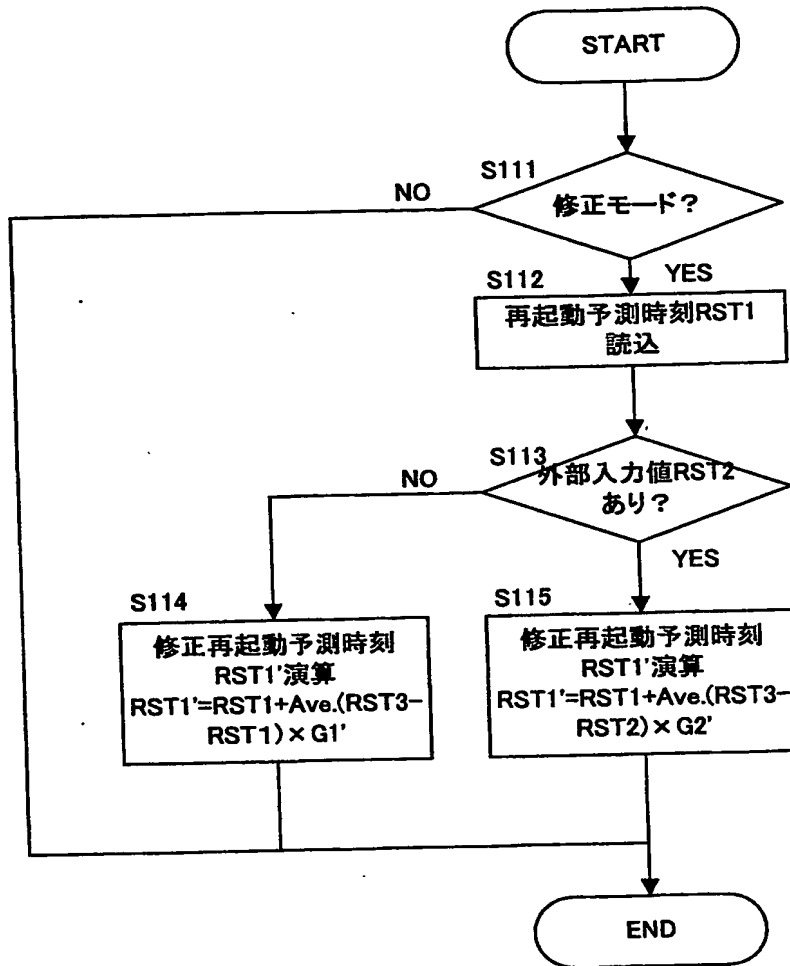 START
S111
NO
修正モード？
S112
YES
再起動予測時刻RST1
読込
S113
NO
外部入力値RST2
あり？
YES
S114
修正再起動予測時刻
RST1'演算
RST1'=RST1+Ave.(RST3-
RST1)×G1'
S115
修正再起動予測時刻
RST1'演算
RST1'=RST1+Ave.(RST3-
RST2)×G2'
END